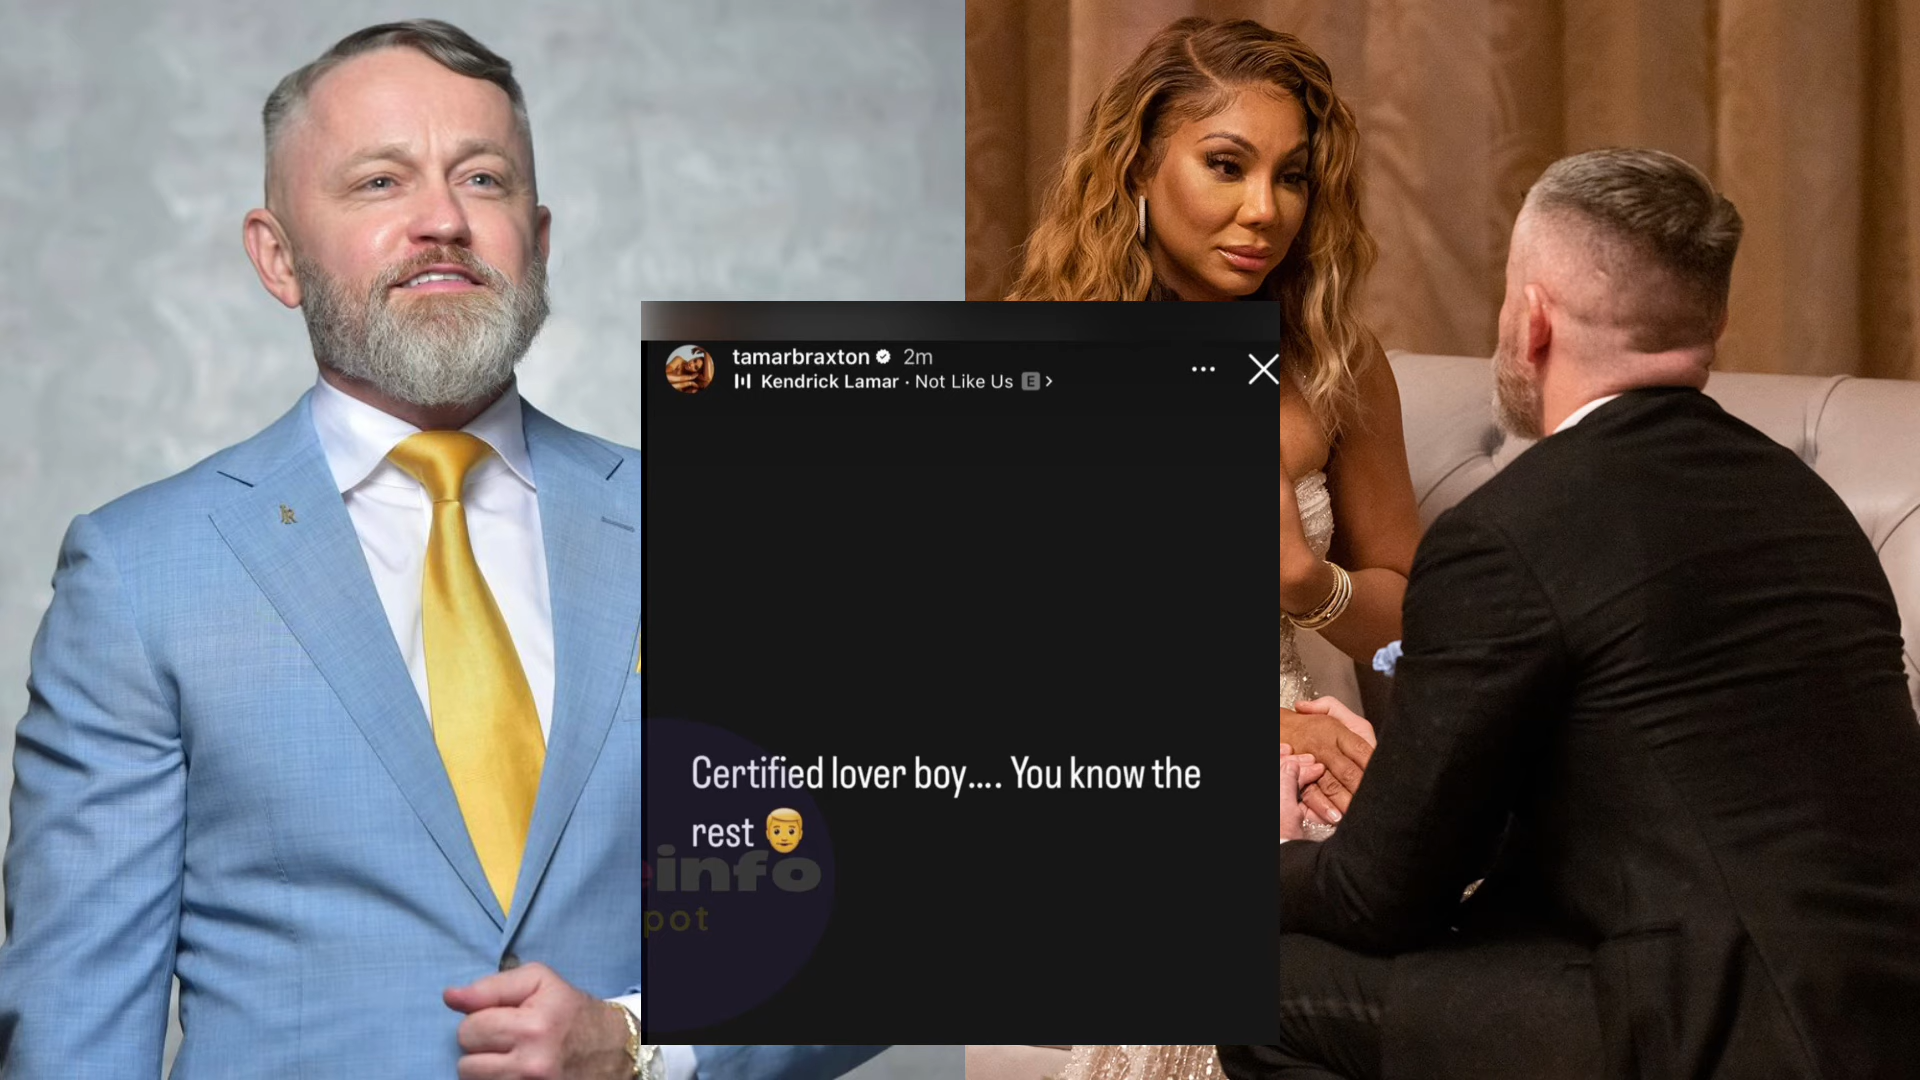 tamarbraxton 2m
Kendrick Lamar · Not Like Us E >
Certified lover boy.... You know the
rest 👨‍🦳
info
pot